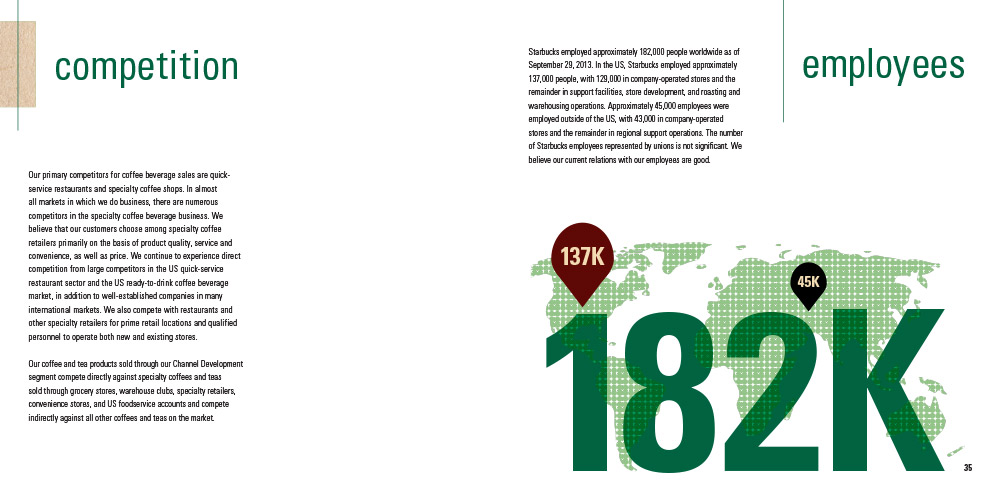 competition
Our primary competitors for coffee beverage sales are quick-
service restaurants and specialty coffee shops. In almost
all markets in which we do business, there are numerous
competitors in the specialty coffee beverage business. We
believe that our customers choose among specialty coffee
retailers primarily on the basis of product quality, service and
convenience, as well as price. We continue to experience direct
competition from large competitors in the US quick-service
restaurant sector and the US ready-to-drink coffee beverage
market, in addition to well-established companies in many
international markets. We also compete with restaurants and
other specialty retailers for prime retail locations and qualified
personnel to operate both new and existing stores.
Our coffee and tea products sold through our Channel Development
segment compete directly against specialty coffees and teas
sold through grocery stores, warehouse clubs, specialty retailers,
convenience stores, and US foodservice accounts and compete
indirectly against all other coffees and teas on the market.
employees
Starbucks employed approximately 182,000 people worldwide as of
September 29, 2013. In the US, Starbucks employed approximately
137,000 people, with 129,000 in company-operated stores and the
remainder in support facilities, store development, and roasting and
warehousing operations. Approximately 45,000 employees were
employed outside of the US, with 43,000 in company-operated
stores and the remainder in regional support operations. The number
of Starbucks employees represented by unions is not significant. We
believe our current relations with our employees are good.
137K
45K
182K
35